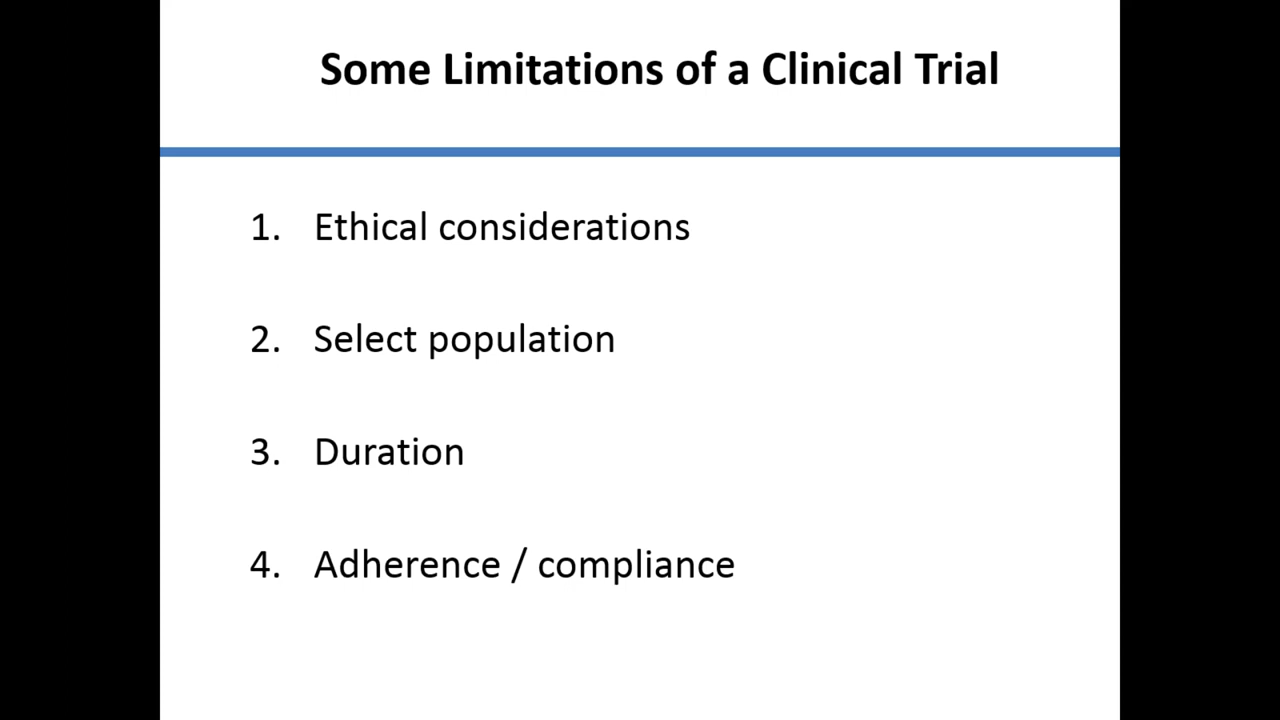 Some Limitations of a Clinical Trial
1. Ethical considerations
2. Select population
3. Duration
4. Adherence / compliance